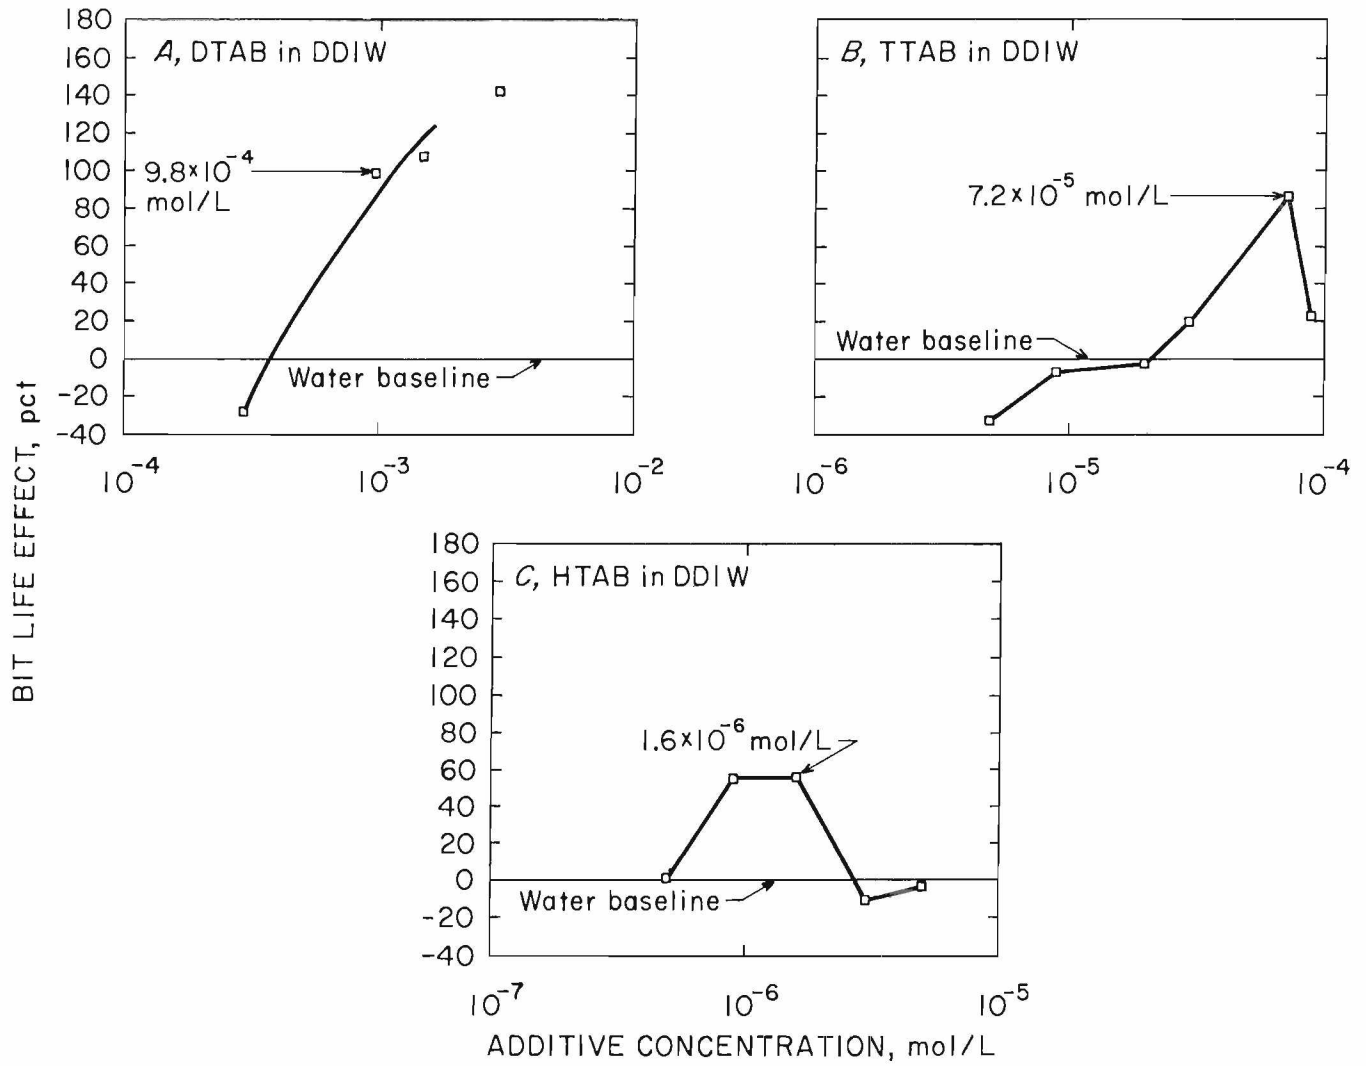 BIT LIFE EFFECT, pct
180
160
140
120
100
80
60
40
20
0
-20
-40
A, DTAB in DDIW
9.8×10⁻⁴
mol/L
Water baseline
10⁻⁴ 10⁻³ 10⁻²
B, TTAB in DDIW
7.2×10⁻⁵ mol/L
Water baseline
10⁻⁶ 10⁻⁵ 10⁻⁴
180
160
140
120
100
80
60
40
20
0
-20
-40
C, HTAB in DDIW
1.6×10⁻⁶ mol/L
Water baseline
10⁻⁷ 10⁻⁶ 10⁻⁵
ADDITIVE CONCENTRATION, mol/L